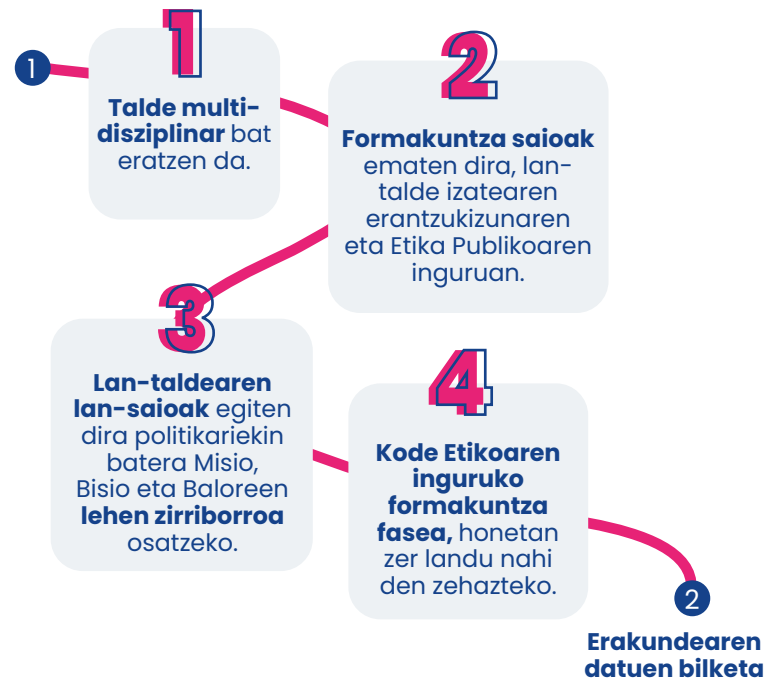 1
1
Talde multi-
disziplinar bat
eratzen da.
2
Formakuntza saioak
ematen dira, lan-
talde izatearen
erantzukizunaren
eta Etika Publikoaren
inguruan.
3
Lan-taldearen
lan-saioak egiten
dira politikariekin
batera Misio,
Bisio eta Baloreen
lehen zirriborroa
osatzeko.
4
Kode Etikoaren
inguruko
formakuntza
fasea, honetan
zer landu nahi
den zehazteko.
2
Erakundearen
datuen bilketa